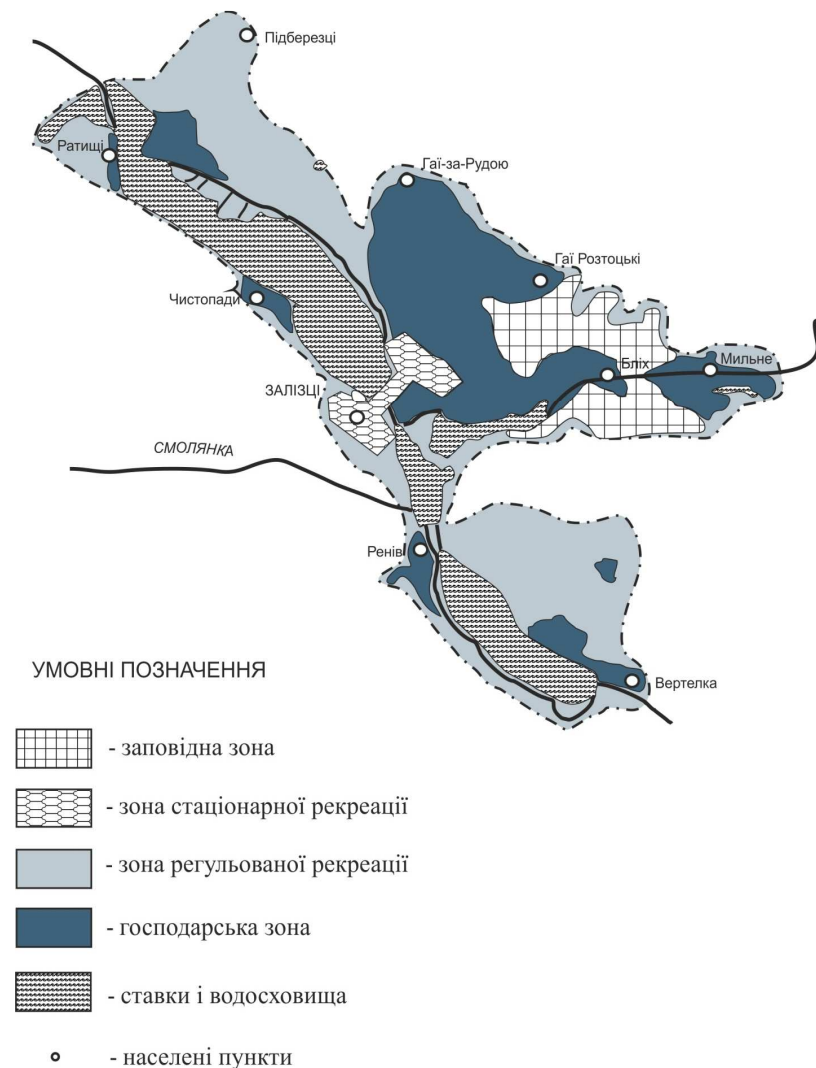 Підберезці
Ратищі
Гаї-за-Рудою
Гаї Розтоцькі
Чистопади
Бліх
Мильне
ЗАЛІЗЦІ
СМОЛЯНКА
Ренів
Вертелка
УМОВНІ ПОЗНАЧЕННЯ
- заповідна зона
- зона стаціонарної рекреації
- зона регульованої рекреації
- господарська зона
- ставки і водосховища
- населені пункти